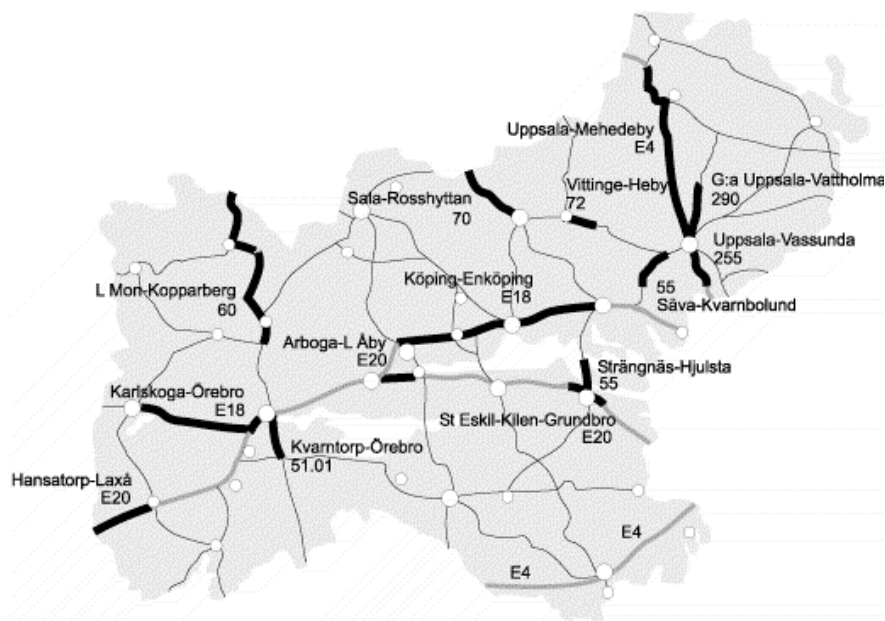 Uppsala-Mehedeby
E4
G:a Uppsala-Vattholma
290
Vittinge-Heby
72
Sala-Rosshyttan
70
Uppsala-Vassunda
255
L Mon-Kopparberg
60
Köping-Enköping
E18
55
Säva-Kvarnbolund
Arboga-L Åby
E20
Strängnäs-Hjulsta
55
Karlskoga-Örebro
E18
St Eskil-Kilen-Grundbro
E20
Kvarntorp-Örebro
51.01
Hansatorp-Laxå
E20
E4
E4